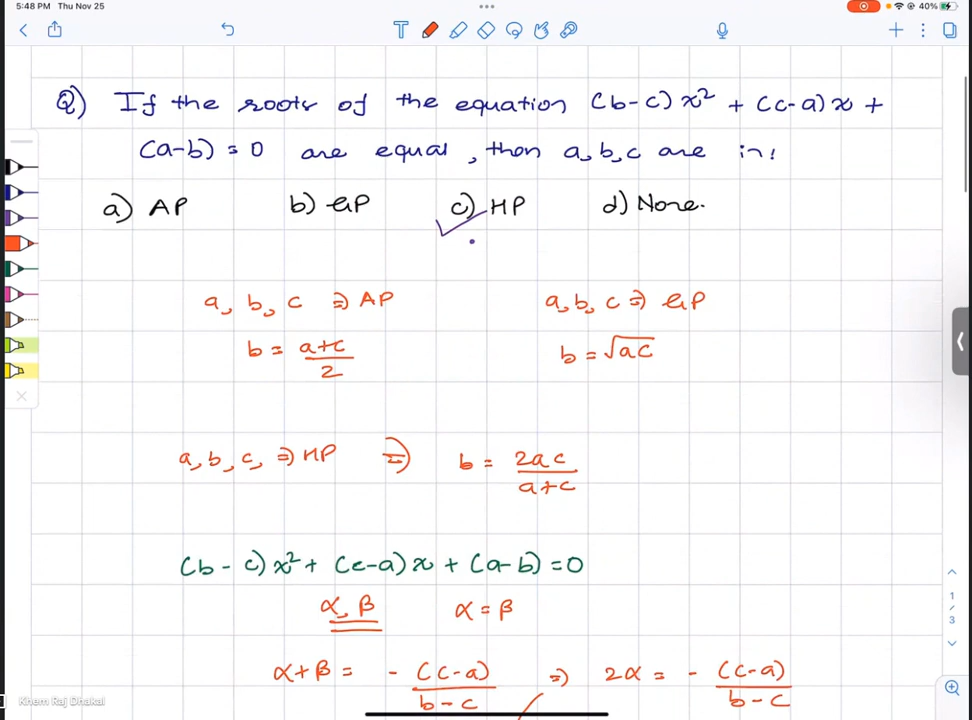 5:48 PM Thu Nov 25
40%
T
Q) If the roots of the equation (b-c)x² + (c-a)x +
(a-b) = 0 are equal, then a, b, c are in:
a) AP b) GP c) HP d) None.
a, b, c ⇒ AP a, b, c ⇒ GP
b = (a+c)/2 b = √ac
a, b, c, ⇒ HP ⇒ b = 2ac/(a+c)
(b-c)x² + (c-a)x + (a-b) = 0
α, β α = β
α+β = -(c-a)/(b-c) ⇒ 2α = -(c-a)/(b-c)
1
/
3
Khem Raj Dhakal